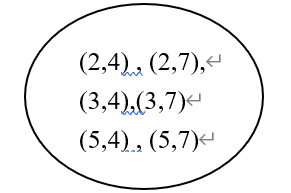 (2,4) , (2,7),↵
(3,4),(3,7)↵
(5,4) , (5,7)↵